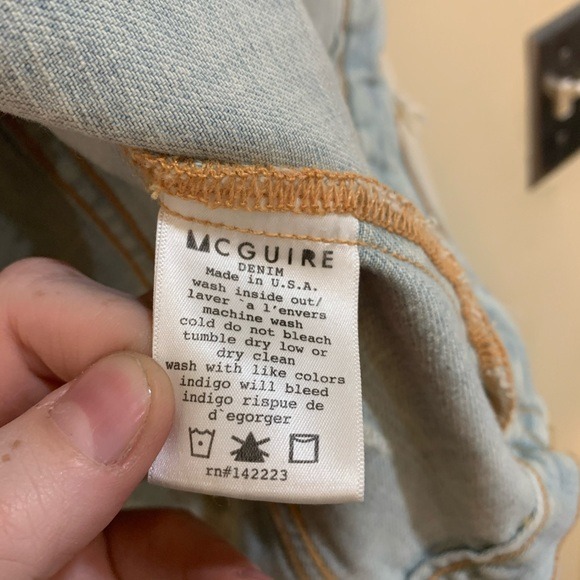 MCGUIRE
DENIM
Made in U.S.A.
wash inside out/
laver `a l'envers
machine wash
cold do not bleach
tumble dry low or
dry clean
wash with like colors
indigo will bleed
indigo rispue de
d`egorger
rn#142223